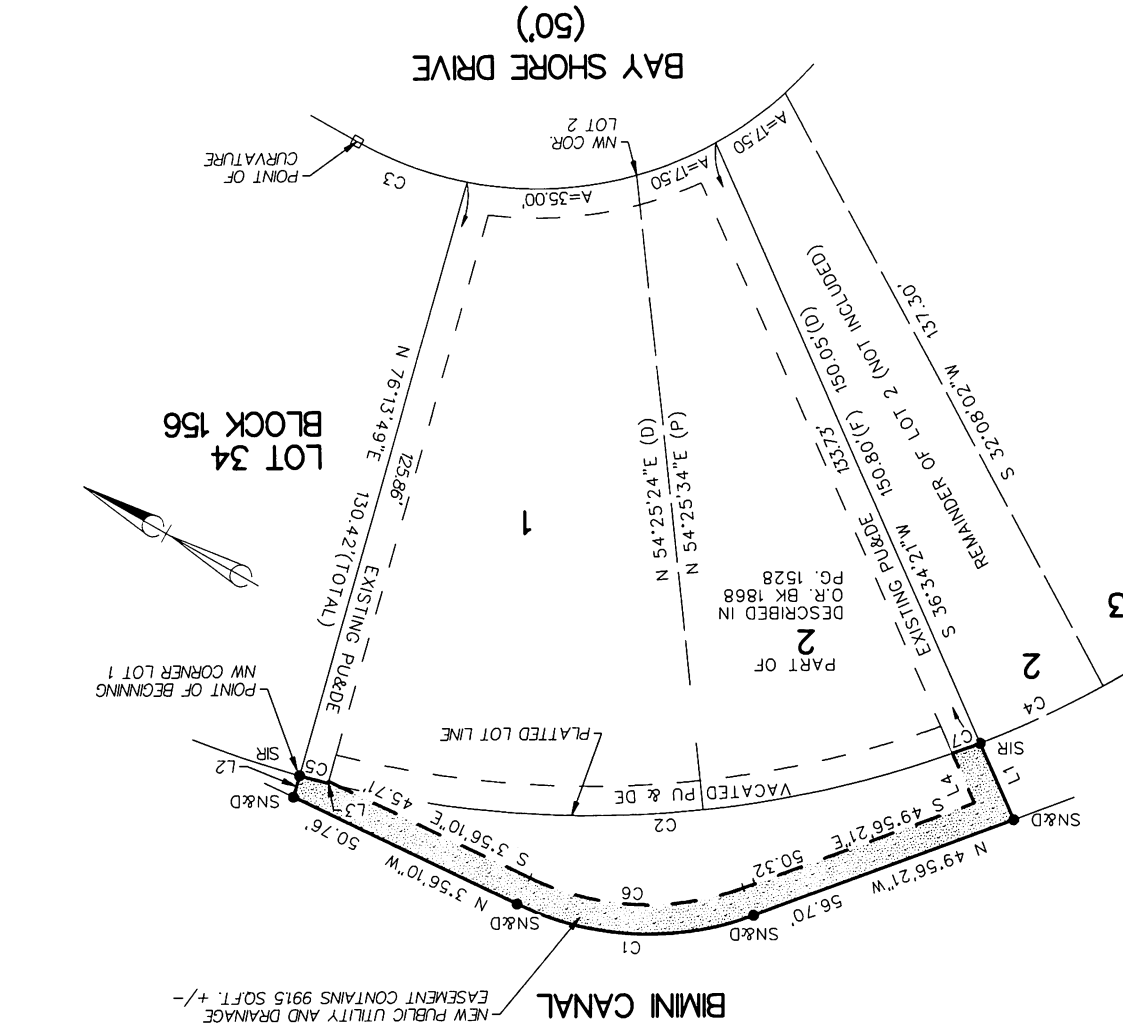 NEW PUBLIC UTILITY AND DRAINAGE
EASEMENT CONTAINS 991.5 SQ.FT. +/-
BIMINI CANAL
C1
SN&D
SN&D
N 49°56'21"W
56.70'
N 3°56'10"W
50.76'
C6
50.32
S 49°56'21"E
S 3°56'10"E
45.71'
SN&D
SN&D
L1
L2
L3
L4
C2
VACATED PU & DE
PLATTED LOT LINE
C5
C7
SIR
SIR
C4
POINT OF BEGINNING
NW CORNER LOT 1
2
3
PART OF
2
DESCRIBED IN
O.R. BK 1868
PG. 1528
1
EXISTING PU&DE
125.86'
N 76°13'49"E 130.42'(TOTAL)
LOT 34
BLOCK 156
N 54°25'24"E (D)
N 54°25'34"E (P)
EXISTING PU&DE 133.73'
S 36°34'21"W 150.80'(F) 150.05'(D)
REMAINDER OF LOT 2 (NOT INCLUDED)
S 32°08'02"W 137.30'
A=35.00'
A=17.50
A=17.50
NW COR.
LOT 2
C3
POINT OF
CURVATURE
BAY SHORE DRIVE
(50')